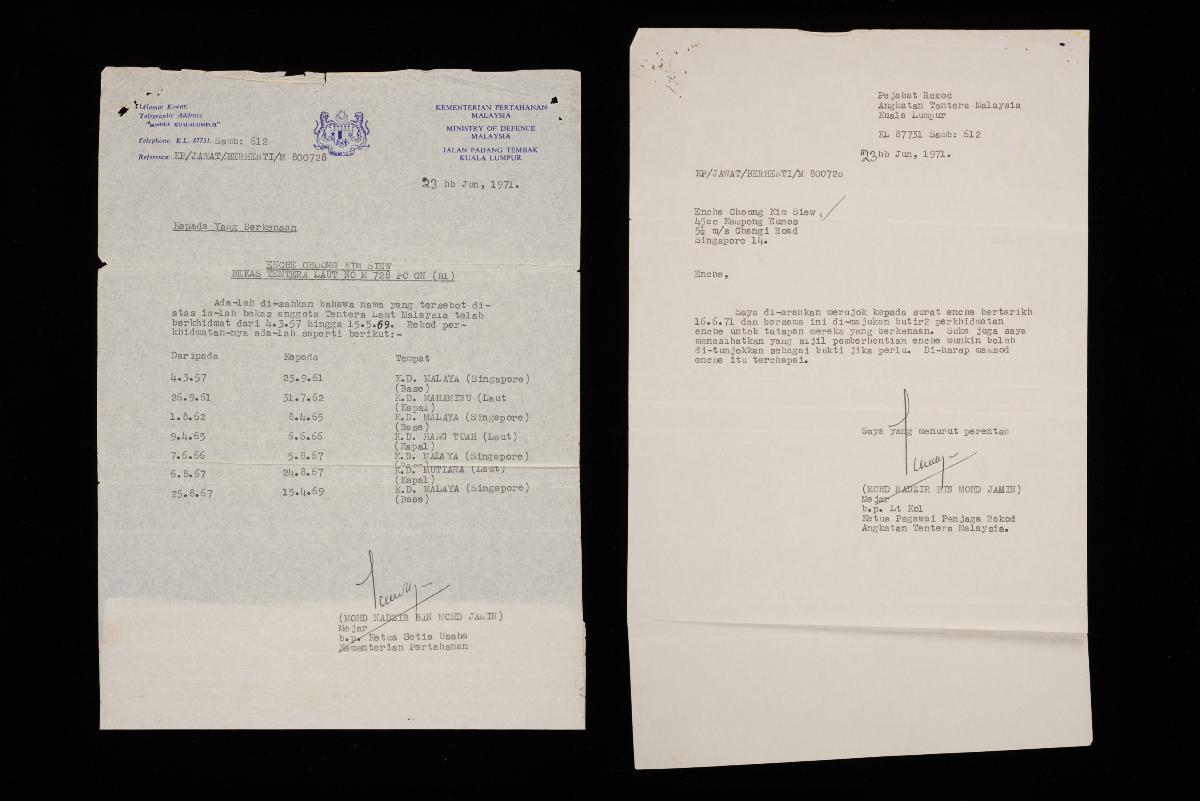 Alamat Kawat:
Telegraphic Address:
"MINDEF KUALALUMPUR"
Telephone: K.L. 87731. Samb: 612
Reference: KP/JAWAT/BERHENTI/M 800728
KEMENTERIAN PERTAHANAN
MALAYSIA
MINISTRY OF DEFENCE
MALAYSIA
JALAN PADANG TEMBAK
KUALA LUMPUR
23 hb Jun, 1971.
Kepada Yang Berkenaan
ENCHE CHOONG KIM SIEW
BEKAS TENTERA LAUT NO M 728 PO CN (H1)
Ada-lah di-sahkan bahawa nama yang tersebot di-
atas ia-lah bekas anggota Tentera Laut Malaysia telah
berkhidmat dari 4.3.57 hingga 15.5.69. Rekod per-
khidmatan-nya ada-lah saperti berikut:-
Daripada Kapada Tempat
4.3.57 25.9.61 K.D. MALAYA (Singapore)
(Base)
26.9.61 31.7.62 K.D. MAHAMIRU (Laut
(Kapal)
1.8.62 8.4.65 K.D. MALAYA (Singapore)
(Base)
9.4.65 6.6.66 K.D. HANG TUAH (Laut)
(Kapal)
7.6.66 5.8.67 K.D. MALAYA (Singapore)
(Base)
6.8.67 24.8.67 K.D. MUTIARA (Laut)
(Kapal)
25.8.67 15.4.69 K.D. MALAYA (Singapore)
(Base)
(MOHD NADZIR BIN MOHD JAMIN)
Mejar
b.p. Ketua Setia Usaha
Kementerian Pertahanan
Pejabat Rekod
Angkatan Tentera Malaysia
Kuala Lumpur
KL 87731 Samb: 612
23hb Jun, 1971.
KP/JAWAT/BERHENTI/M 800728
Enche Choong Kim Siew
45cc Kampong Eunos
5¼ m/s Changi Road
Singapore 14.
Enche,
Saya di-arahkan merujok kapada surat enche bertarikh
16.6.71 dan bersama ini di-majukan butir2 perkhidmatan
enche untok tatapan mereka yang berkenaan. Suka juga saya
menasihatkan yang sijil pemberhentian enche munkin boleh
di-tunjokkan sebagai bukti jika perlu. Di-harap maksod
enche itu terchapai.
Saya yang menurut perentah
(MOHD NADZIR BIN MOHD JAMIN)
Mejar
b.p. Lt Kol
Ketua Pegawai Penjaga Rekod
Angkatan Tentera Malaysia.